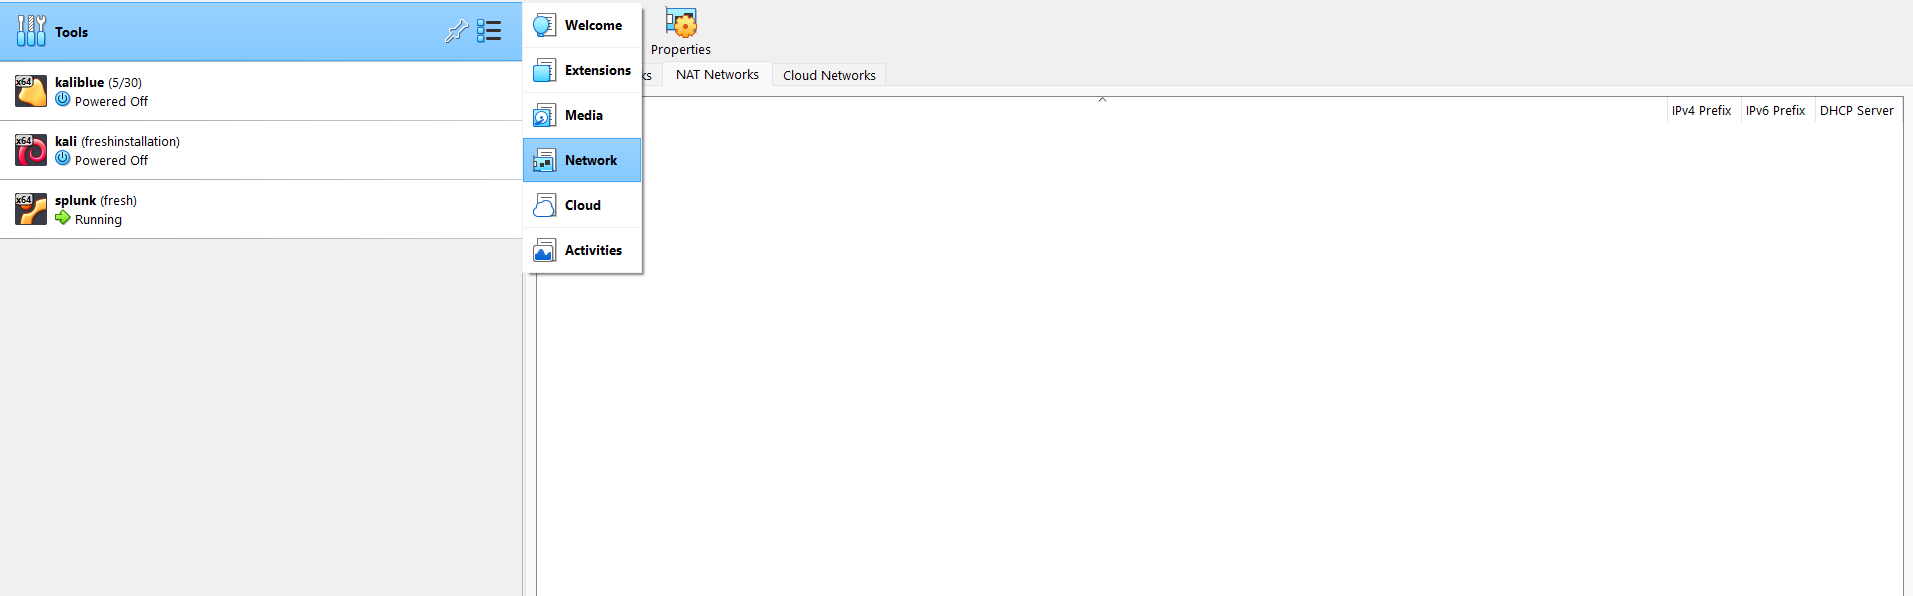 Tools
x64
kaliblue (5/30)
Powered Off
x64
kali (freshinstallation)
Powered Off
x64
splunk (fresh)
Running
Welcome
Extensions
Media
Network
Cloud
Activities
Properties
NAT Networks
Cloud Networks
IPv4 Prefix
IPv6 Prefix
DHCP Server